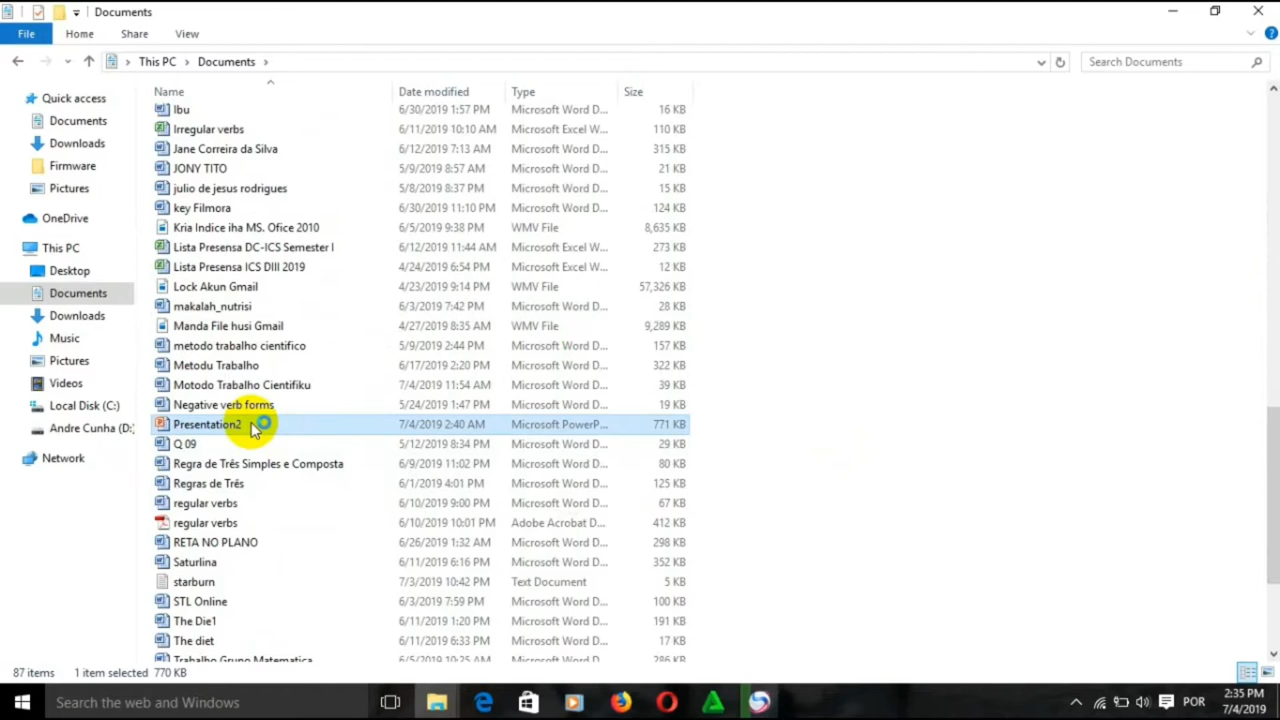 Documents
File Home Share View
This PC Documents
Search Documents
Name Date modified Type Size
Quick access
Documents
Downloads
Firmware
Pictures
OneDrive
This PC
Desktop
Documents
Downloads
Music
Pictures
Videos
Local Disk (C:)
Andre Cunha (D:)
Network
Ibu 6/30/2019 1:57 PM Microsoft Word D... 16 KB
Irregular verbs 6/11/2019 10:10 AM Microsoft Excel W... 110 KB
Jane Correira da Silva 6/12/2019 7:13 AM Microsoft Word D... 315 KB
JONY TITO 5/9/2019 8:57 AM Microsoft Word D... 21 KB
julio de jesus rodrigues 5/8/2019 8:37 PM Microsoft Word D... 15 KB
key Filmora 6/30/2019 11:10 PM Microsoft Word D... 124 KB
Kria Indice iha MS. Ofice 2010 6/5/2019 9:38 PM WMV File 8,635 KB
Lista Presensa DC-ICS Semester I 6/12/2019 11:44 AM Microsoft Excel W... 273 KB
Lista Presensa ICS DIII 2019 4/24/2019 6:54 PM Microsoft Excel W... 12 KB
Lock Akun Gmail 4/23/2019 9:14 PM WMV File 57,326 KB
makalah_nutrisi 6/3/2019 7:42 PM Microsoft Word D... 28 KB
Manda File husi Gmail 4/27/2019 8:35 AM WMV File 9,289 KB
metodo trabalho cientifico 5/9/2019 2:44 PM Microsoft Word D... 157 KB
Metodu Trabalho 6/17/2019 2:20 PM Microsoft Word D... 322 KB
Motodo Trabalho Cientifiku 7/4/2019 11:54 AM Microsoft Word D... 39 KB
Negative verb forms 5/24/2019 1:47 PM Microsoft Word D... 19 KB
Presentation2 7/4/2019 2:40 AM Microsoft PowerP... 771 KB
Q 09 5/12/2019 8:34 PM Microsoft Word D... 29 KB
Regra de Três Simples e Composta 6/9/2019 11:02 PM Microsoft Word D... 80 KB
Regras de Três 6/1/2019 4:01 PM Microsoft Word D... 125 KB
regular verbs 6/10/2019 9:00 PM Microsoft Word D... 67 KB
regular verbs 6/10/2019 10:01 PM Adobe Acrobat D... 412 KB
RETA NO PLANO 6/26/2019 1:32 AM Microsoft Word D... 298 KB
Saturlina 6/11/2019 6:16 PM Microsoft Word D... 352 KB
starburn 7/3/2019 10:42 PM Text Document 5 KB
STL Online 6/3/2019 7:59 PM Microsoft Word D... 100 KB
The Die1 6/11/2019 1:20 PM Microsoft Word D... 191 KB
The diet 6/11/2019 6:33 PM Microsoft Word D... 17 KB
Trabalho Grupo Matematica 6/5/2019 10:25 AM Microsoft Word D... 286 KB
87 items 1 item selected 770 KB
Search the web and Windows
POR
2:35 PM
7/4/2019